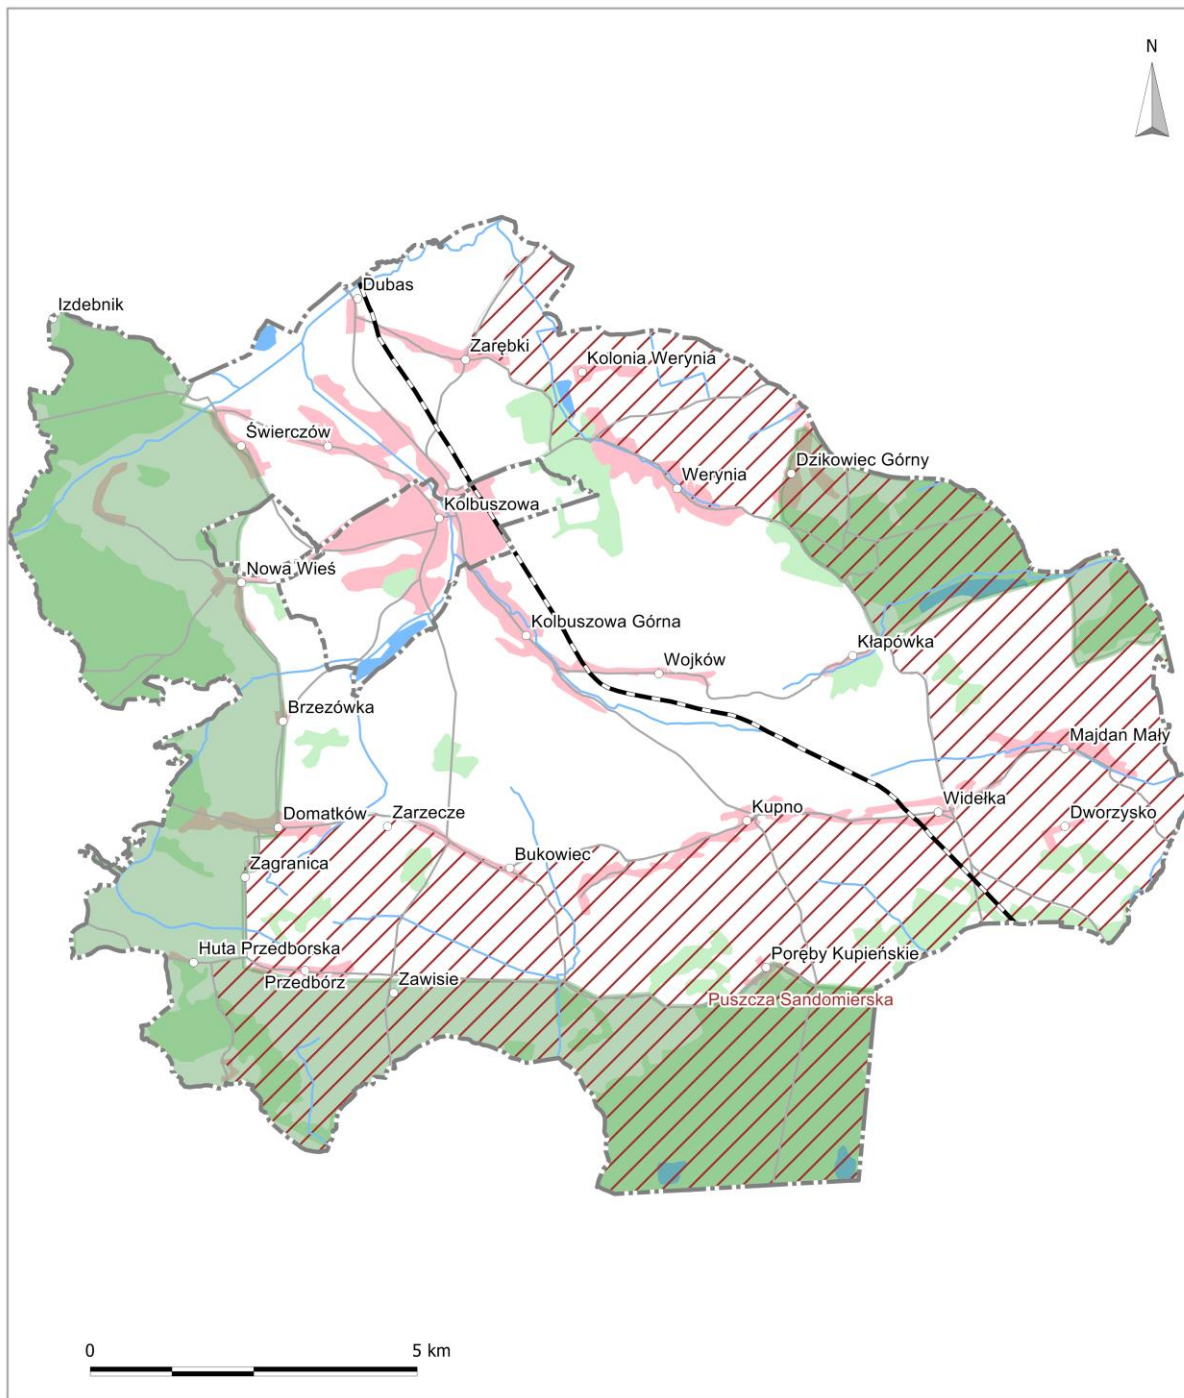 N
Dubas
Izdebnik
Zarębki
Kolonia Werynia
Świerczów
Dzikowiec Górny
Werynia
Kolbuszowa
Nowa Wieś
Kolbuszowa Górna
Kłapówka
Wojków
Brzezówka
Majdan Mały
Widełka
Kupno
Domatków
Zarzecze
Dworzysko
Bukowiec
Zagranica
Huta Przedborska
Poręby Kupieńskie
Przedbórz
Zawisie
Puszcza Sandomierska
0
5 km